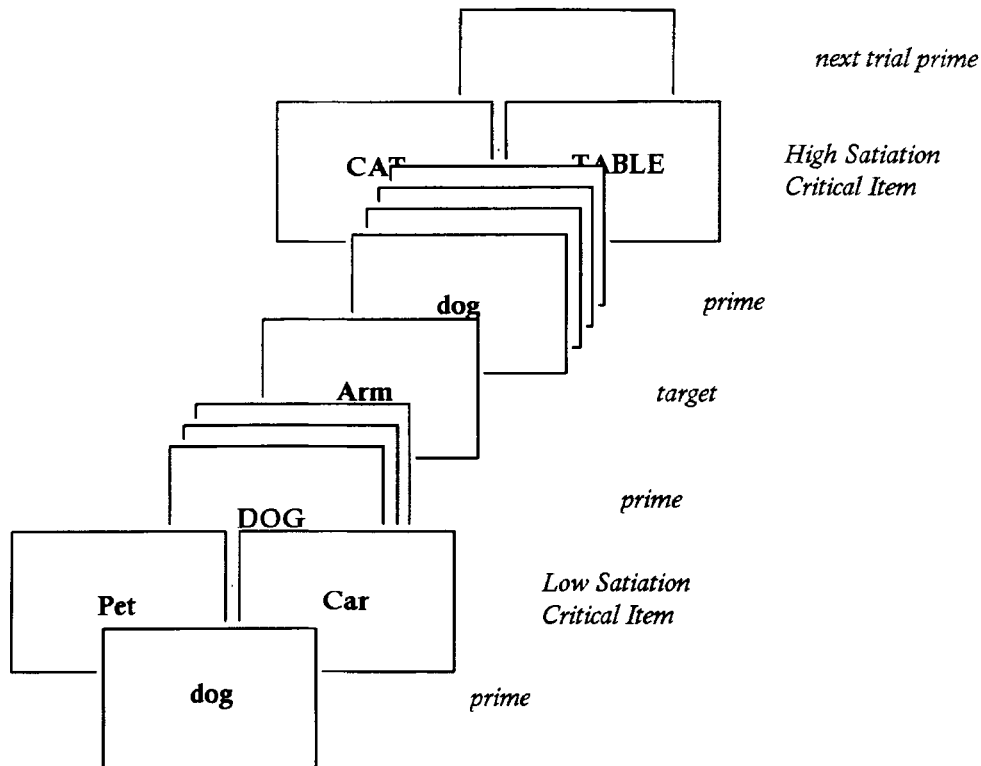 next trial prime
CAT TABLE
High Satiation
Critical Item
dog
prime
Arm
target
DOG
prime
Pet Car
Low Satiation
Critical Item
dog
prime